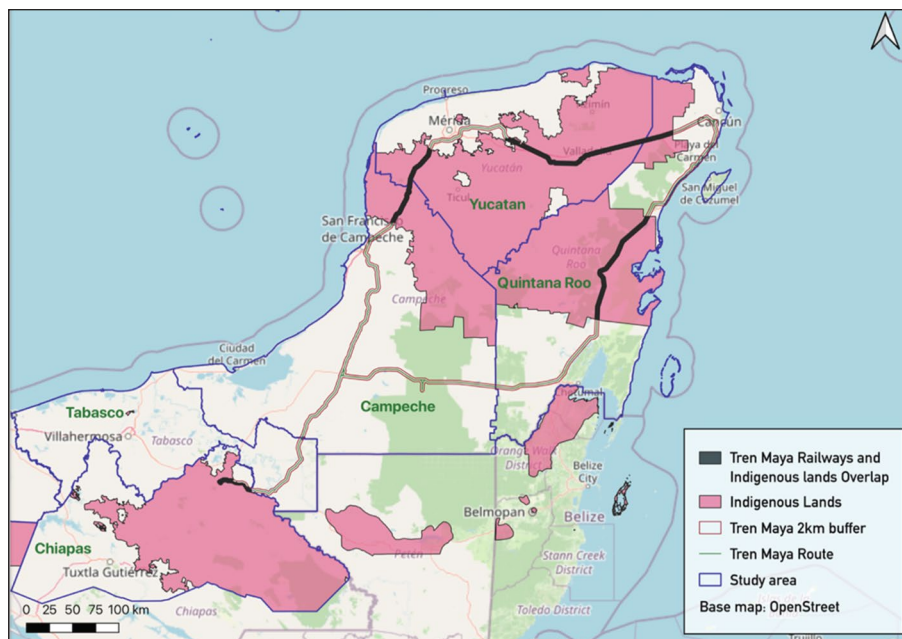 Progreso
Mérida
Tizimín
Cancún
Valladolid
Playa del
Carmen
Yucatán
Ticul
San Miguel
de Cozumel
Yucatan
San Francisco
de Campeche
Quintana
Roo
Quintana Roo
Campeche
Ciudad
del Carmen
Chetumal
Campeche
Tabasco
Villahermosa
Tabasco
Orange Walk
District
Belize
City
Belmopan
Belize
Chiapas
Petén
Stann Creek
District
Tuxtla Gutiérrez
Chiapas
Toledo District
0 25 50 75 100 km
Tren Maya Railways and
Indigenous lands Overlap
Indigenous Lands
Tren Maya 2km buffer
Tren Maya Route
Study area
Base map: OpenStreet
Trujillo